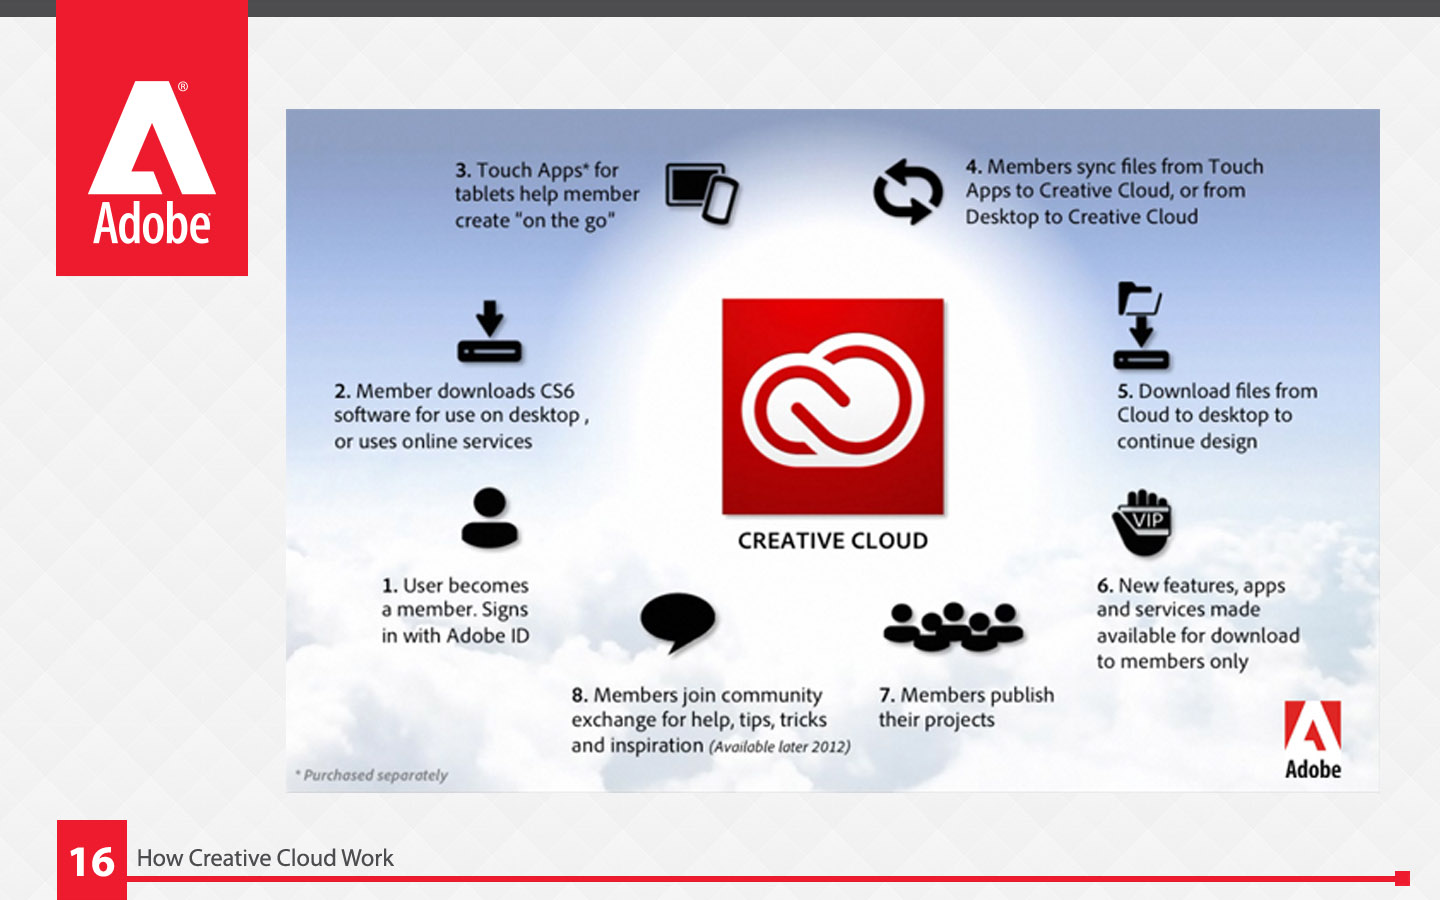 ®
Adobe
3. Touch Apps* for
tablets help member
create "on the go"
4. Members sync files from Touch
Apps to Creative Cloud, or from
Desktop to Creative Cloud
2. Member downloads CS6
software for use on desktop ,
or uses online services
5. Download files from
Cloud to desktop to
continue design
CREATIVE CLOUD
VIP
1. User becomes
a member. Signs
in with Adobe ID
6. New features, apps
and services made
available for download
to members only
8. Members join community
exchange for help, tips, tricks
and inspiration (Available later 2012)
7. Members publish
their projects
Adobe
* Purchased separately
16 How Creative Cloud Work